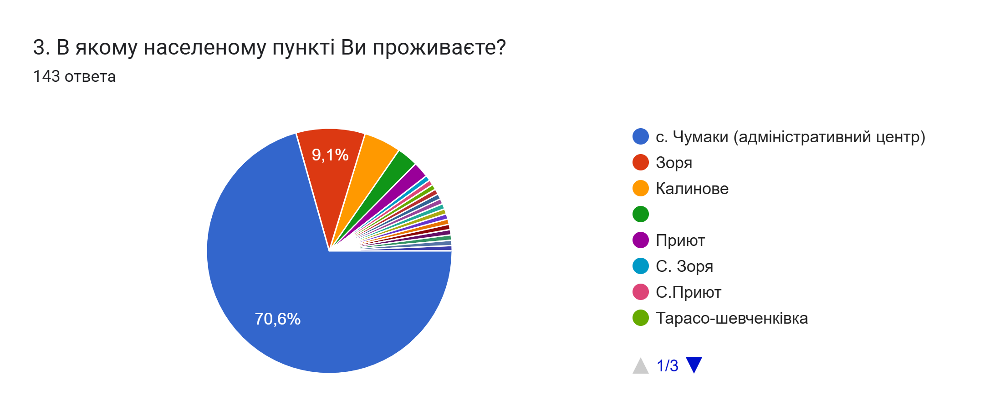 3. В якому населеному пункті Ви проживаєте?
143 ответа
9,1%
70,6%
с. Чумаки (адміністративний центр)
Зоря
Калинове
Приют
С. Зоря
С.Приют
Тарасо-шевченківка
1/3